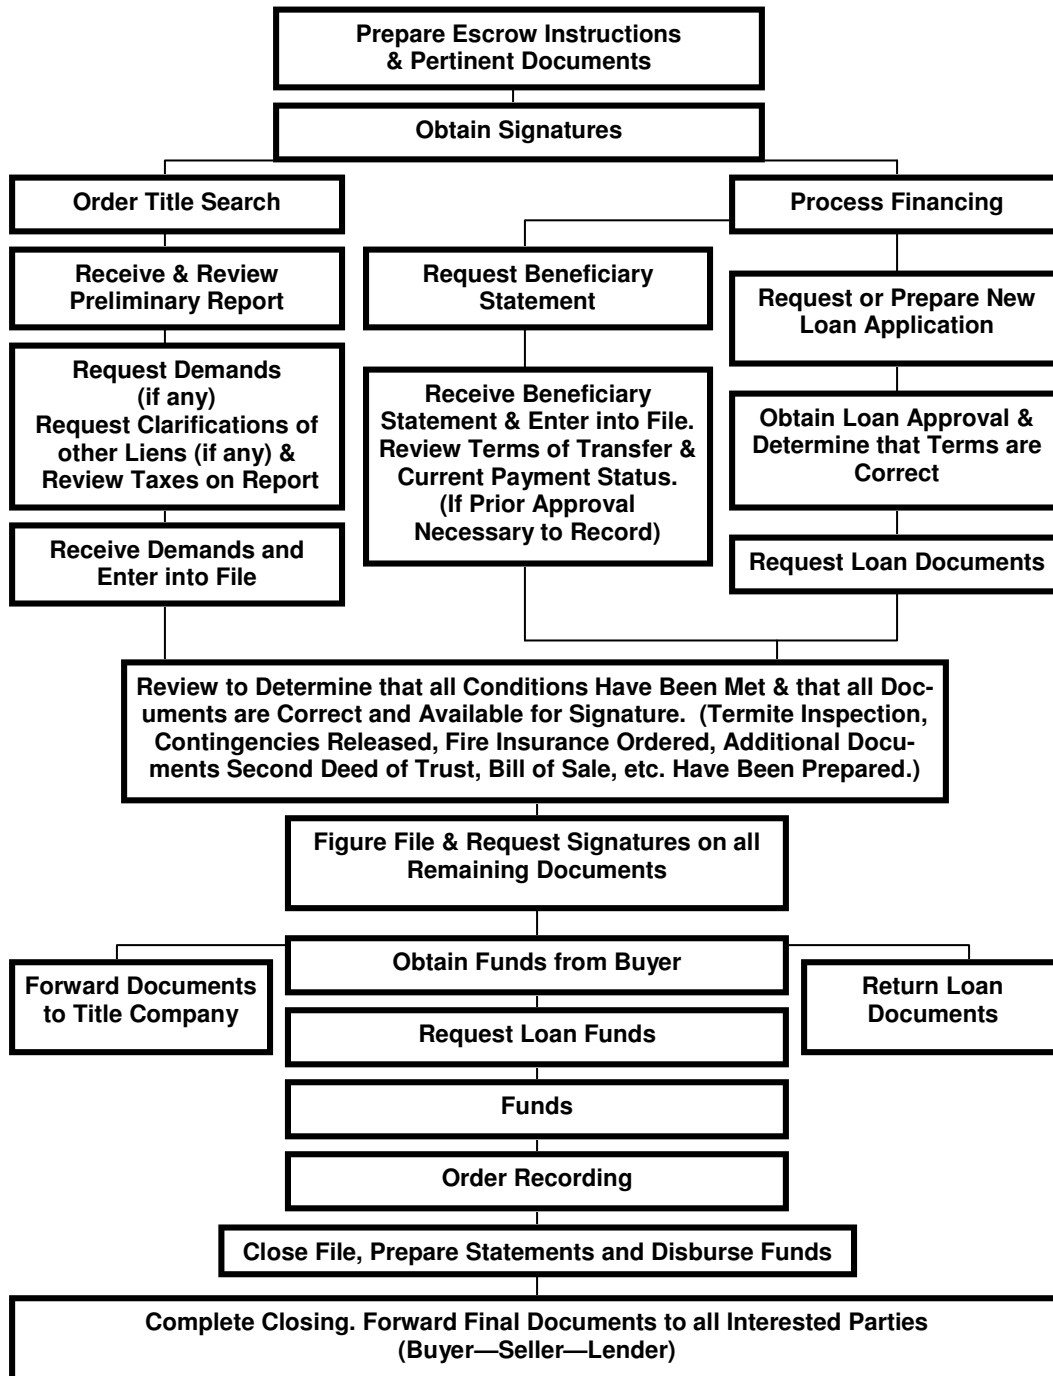 Prepare Escrow Instructions
& Pertinent Documents
Obtain Signatures
Order Title Search
Receive & Review
Preliminary Report
Request Demands
(if any)
Request Clarifications of
other Liens (if any) &
Review Taxes on Report
Receive Demands and
Enter into File
Process Financing
Request Beneficiary
Statement
Receive Beneficiary
Statement & Enter into File.
Review Terms of Transfer &
Current Payment Status.
(If Prior Approval
Necessary to Record)
Request or Prepare New
Loan Application
Obtain Loan Approval &
Determine that Terms are
Correct
Request Loan Documents
Review to Determine that all Conditions Have Been Met & that all Doc-
uments are Correct and Available for Signature.  (Termite Inspection,
Contingencies Released, Fire Insurance Ordered, Additional Docu-
ments Second Deed of Trust, Bill of Sale, etc. Have Been Prepared.)
Figure File & Request Signatures on all
Remaining Documents
Forward Documents
to Title Company
Obtain Funds from Buyer
Return Loan
Documents
Request Loan Funds
Funds
Order Recording
Close File, Prepare Statements and Disburse Funds
Complete Closing. Forward Final Documents to all Interested Parties
(Buyer—Seller—Lender)